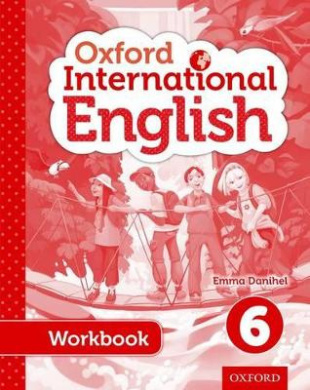 Oxford
International
English
Emma Danihel
Workbook
6
OXFORD